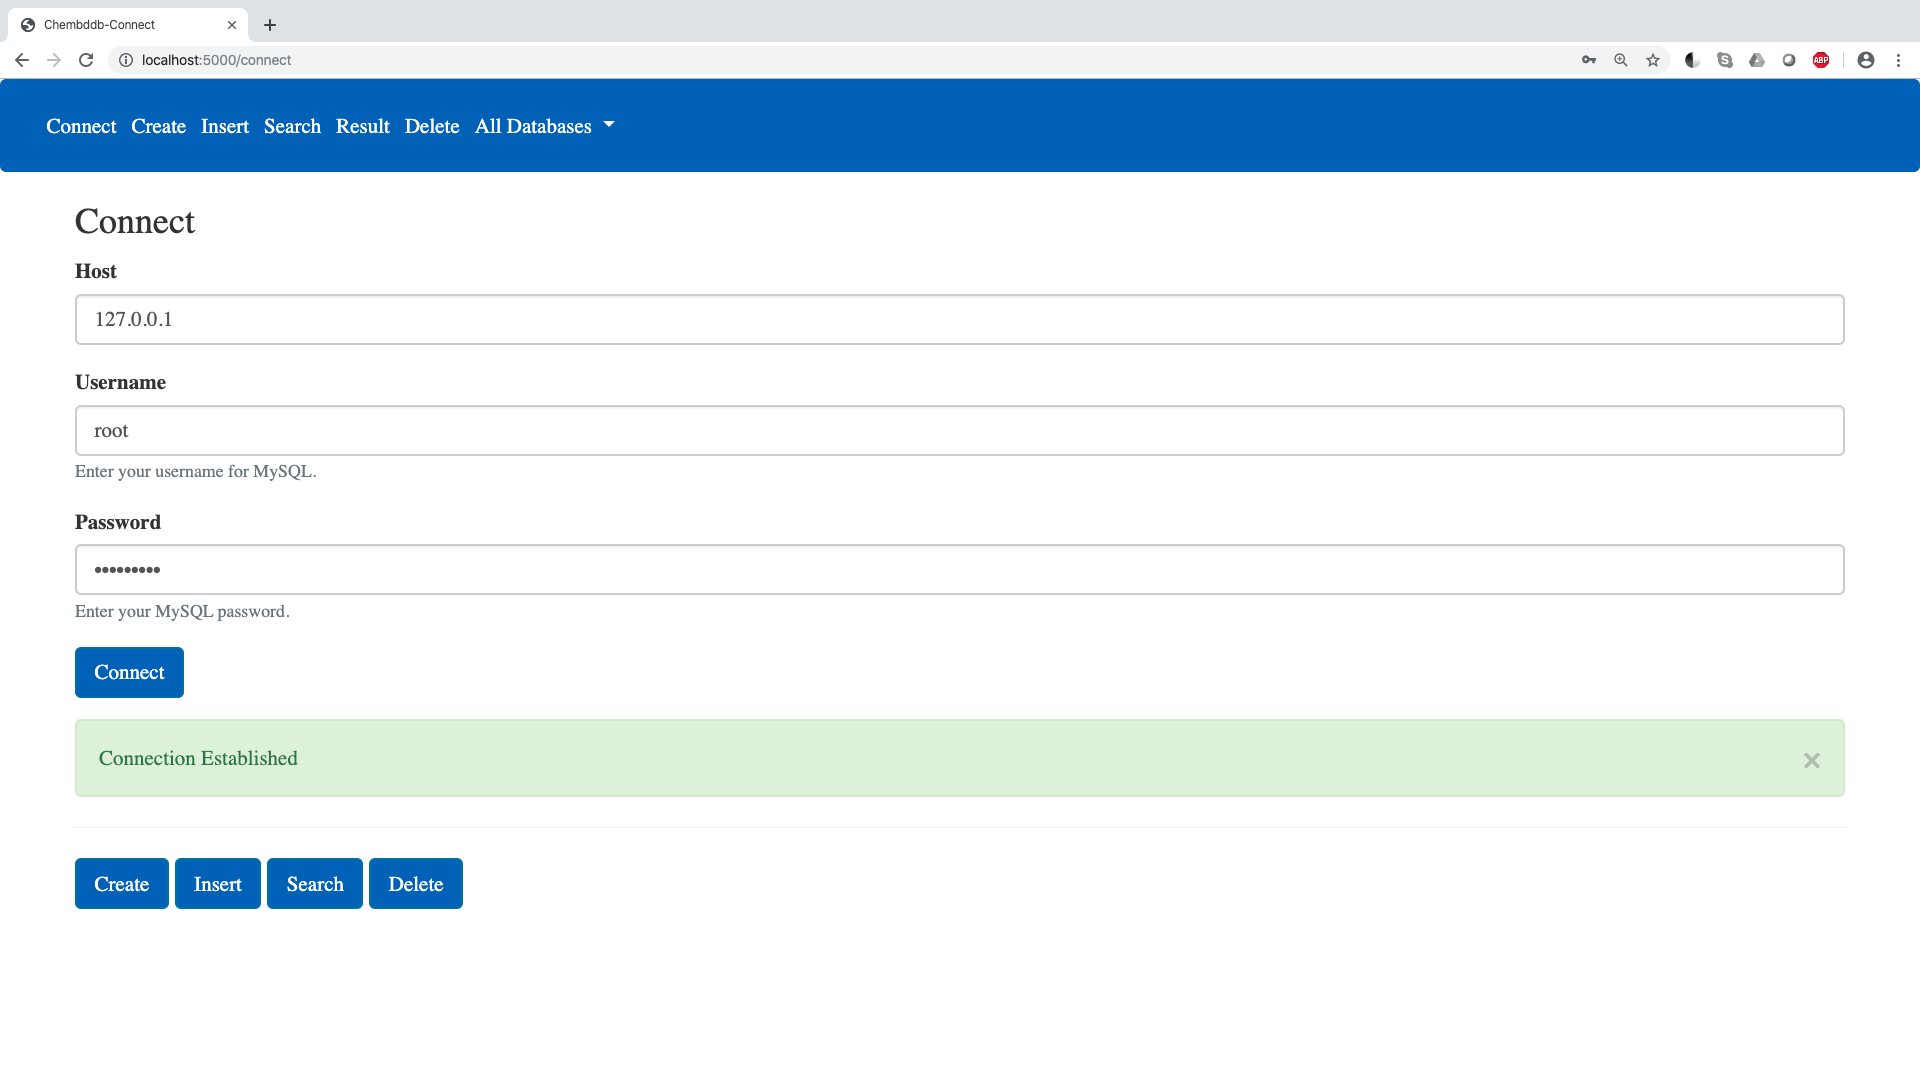 Chembddb-Connect
localhost:5000/connect
ABP
Connect Create Insert Search Result Delete All Databases
Connect
Host
127.0.0.1
Username
root
Enter your username for MySQL.
Password
•••••••••
Enter your MySQL password.
Connect
Connection Established
Create Insert Search Delete